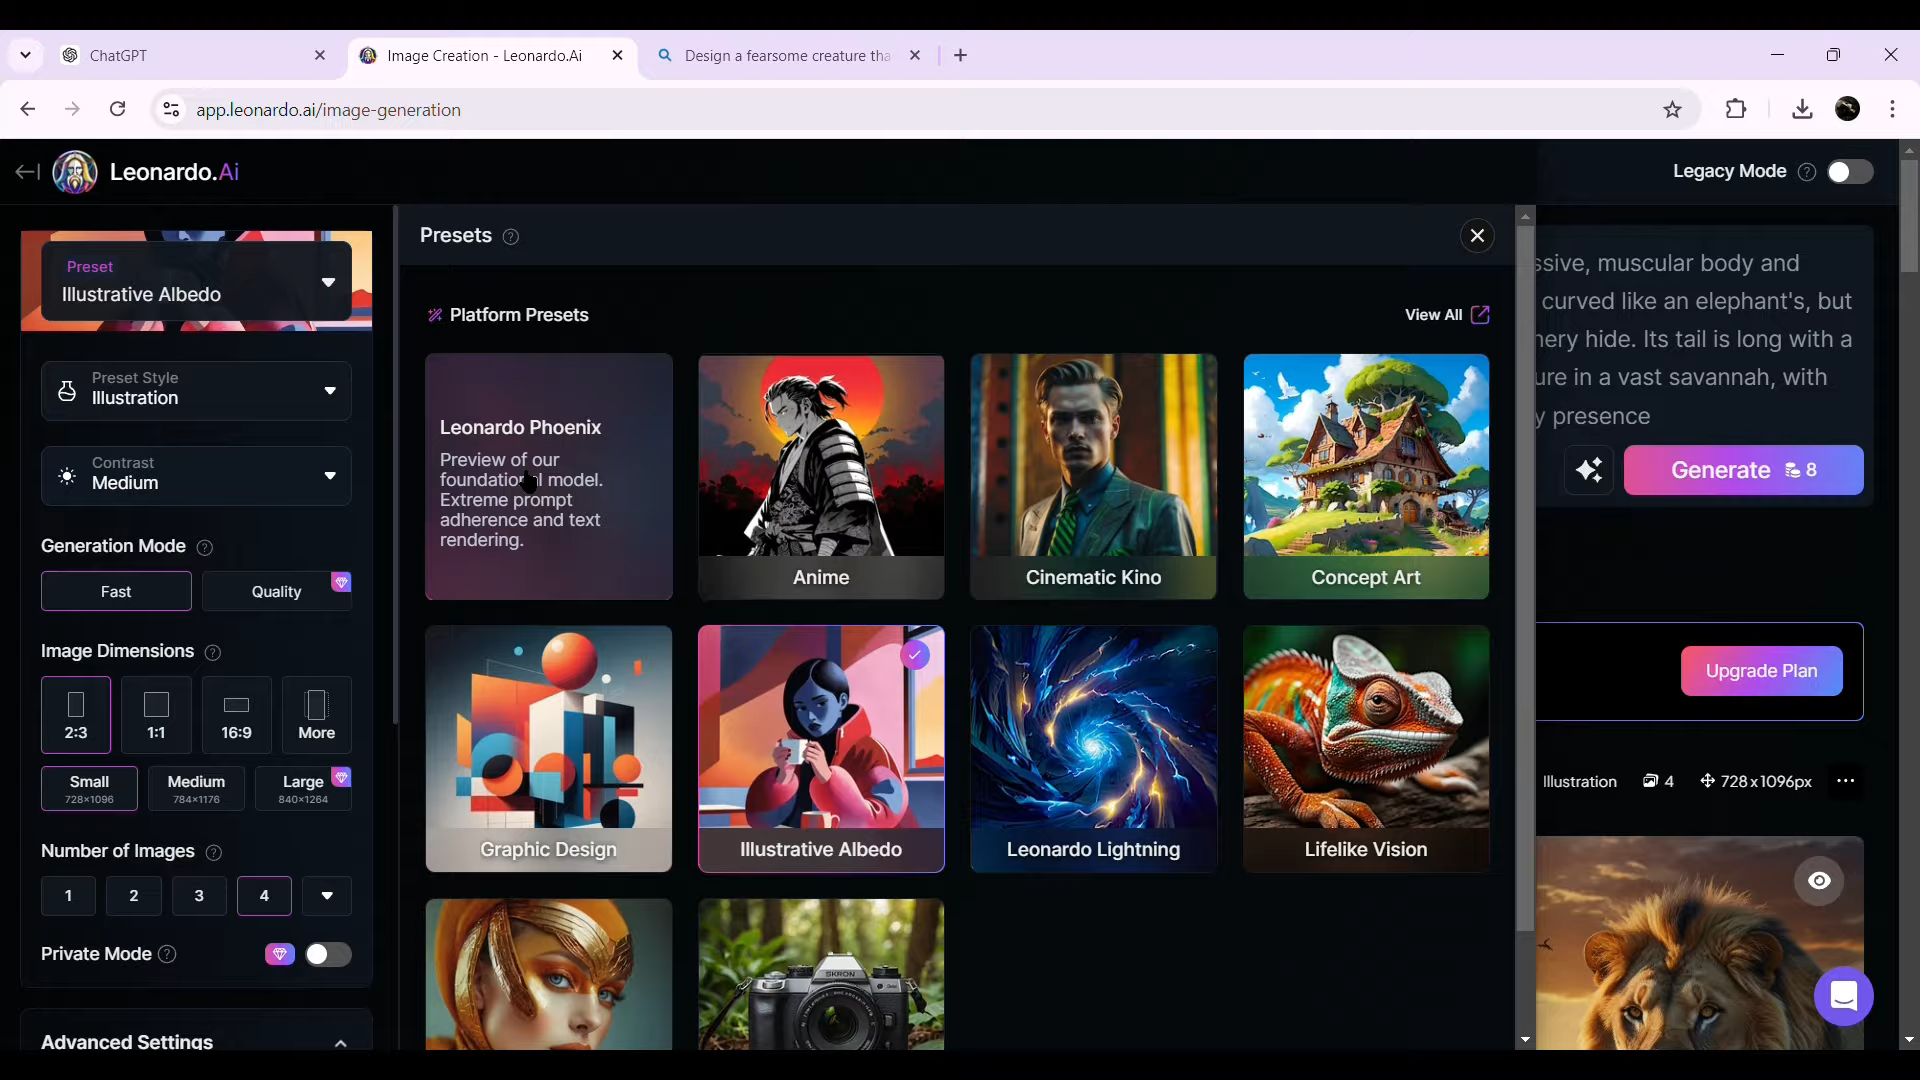 ChatGPT
Image Creation - Leonardo.Ai
Design a fearsome creature tha
app.leonardo.ai/image-generation
Leonardo.Ai
Legacy Mode
Preset
Illustrative Albedo
Preset Style
Illustration
Contrast
Medium
Generation Mode
Fast
Quality
Image Dimensions
2:3
1:1
16:9
More
Small
728×1096
Medium
784×1176
Large
840×1264
Number of Images
1
2
3
4
Private Mode
Advanced Settings
Presets
Platform Presets
View All
Leonardo Phoenix
Preview of our
foundational model.
Extreme prompt
adherence and text
rendering.
Anime
Cinematic Kino
Concept Art
Graphic Design
Illustrative Albedo
Leonardo Lightning
Lifelike Vision
SKRON
ssive, muscular body and
curved like an elephant's, but
hery hide. Its tail is long with a
ure in a vast savannah, with
y presence
Generate 8
Upgrade Plan
Illustration 4 728 x 1096px